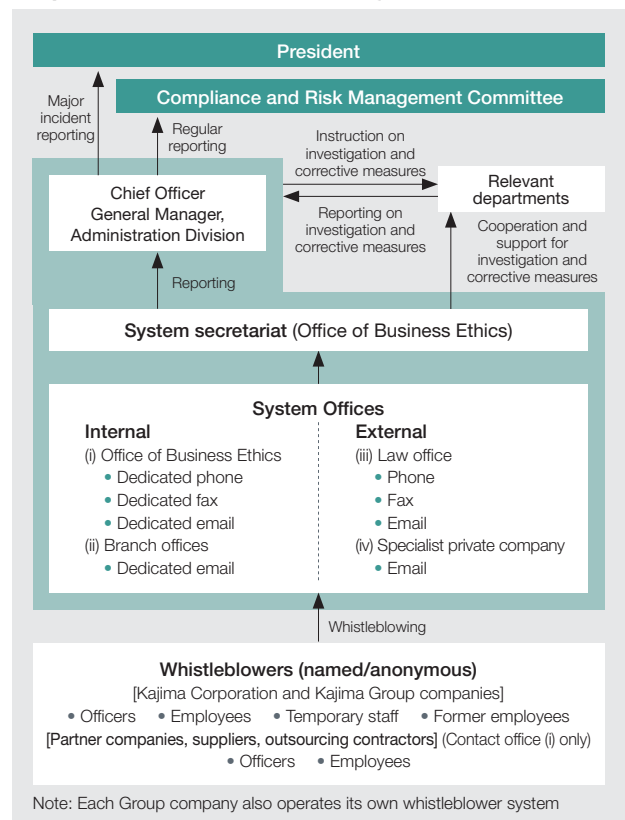 President
Compliance and Risk Management Committee
Major
incident
reporting
Regular
reporting
Instruction on
investigation and
corrective measures
Chief Officer
General Manager,
Administration Division
Relevant
departments
Reporting on
investigation and
corrective measures
Cooperation and
support for
investigation and
corrective measures
Reporting
System secretariat (Office of Business Ethics)
System Offices
Internal
(i) Office of Business Ethics
• Dedicated phone
• Dedicated fax
• Dedicated email
(ii) Branch offices
• Dedicated email
External
(iii) Law office
• Phone
• Fax
• Email
(iv) Specialist private company
• Email
Whistleblowing
Whistleblowers (named/anonymous)
[Kajima Corporation and Kajima Group companies]
• Officers • Employees • Temporary staff • Former employees
[Partner companies, suppliers, outsourcing contractors] (Contact office (i) only)
• Officers • Employees
Note: Each Group company also operates its own whistleblower system